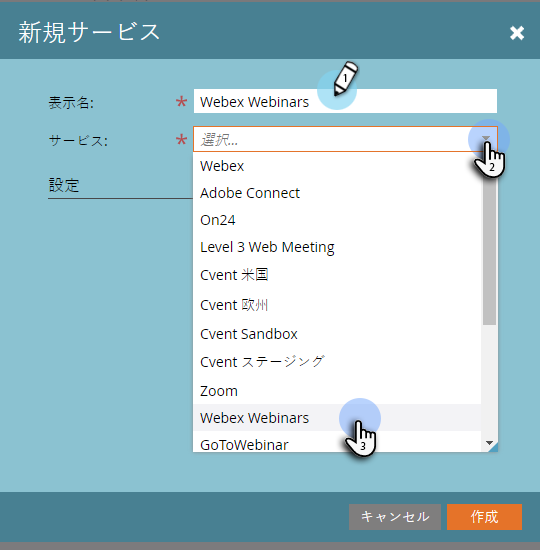 新規サービス
表示名: * Webex Webinars
1
サービス: * 選択...
2
設定
Webex
Adobe Connect
On24
Level 3 Web Meeting
Cvent 米国
Cvent 欧州
Cvent Sandbox
Cvent ステージング
Zoom
Webex Webinars
3
GoToWebinar
キャンセル 作成